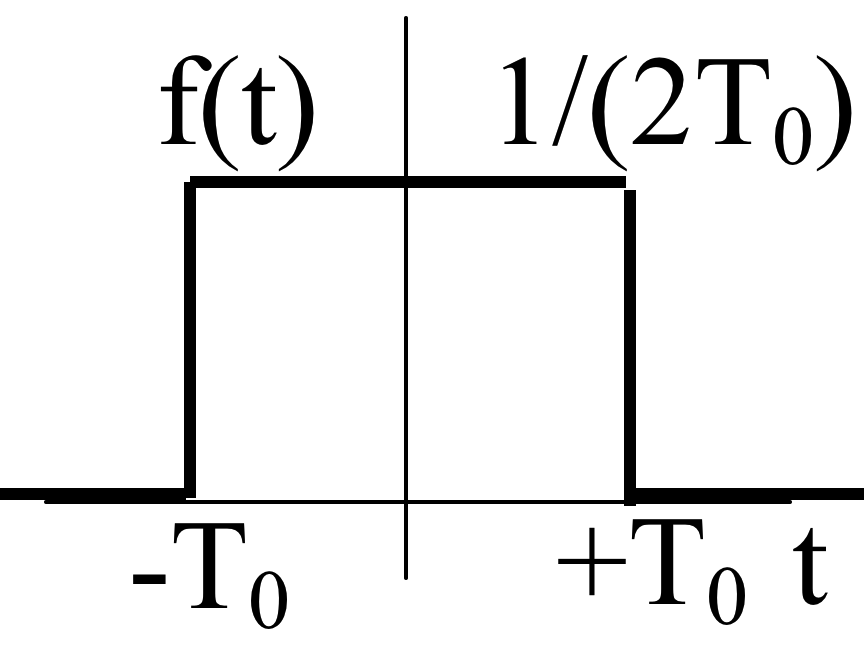 f(t) 1/(2T₀)
-T₀ +T₀ t